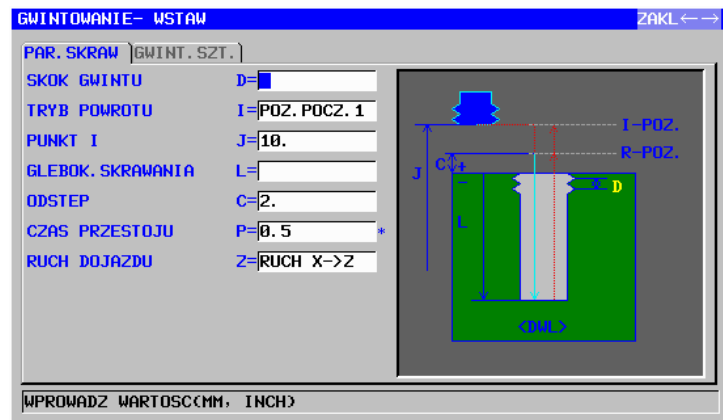 GWINTOWANIE- WSTAW ZAKL←→
PAR.SKRAW GWINT.SZT.
SKOK GWINTU D=
TRYB POWROTU I=POZ.POCZ.1
PUNKT I J=10.
GLEBOK.SKRAWANIA L=
ODSTEP C=2.
CZAS PRZESTOJU P=0.5 *
RUCH DOJAZDU Z=RUCH X->Z
I-POZ.
R-POZ.
C +
J
-
D
L
<DWL>
WPROWADZ WARTOSC(MM, INCH)